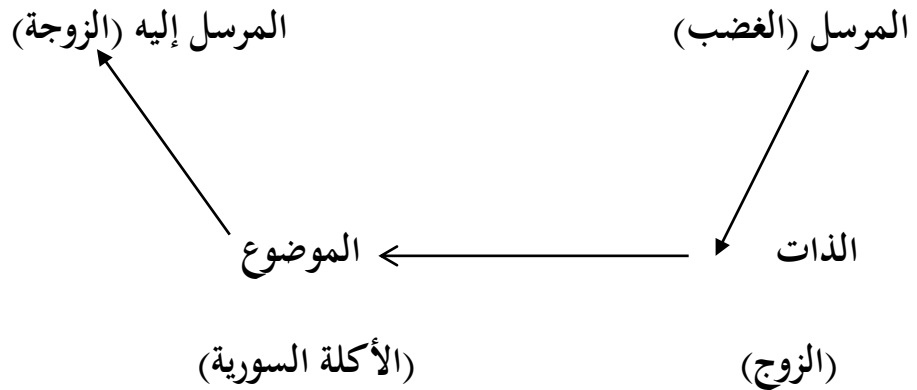 المرسل (الغضب) المرسل إليه (الزوجة)
الذات الموضوع
(الزوج) (الأكلة السورية)